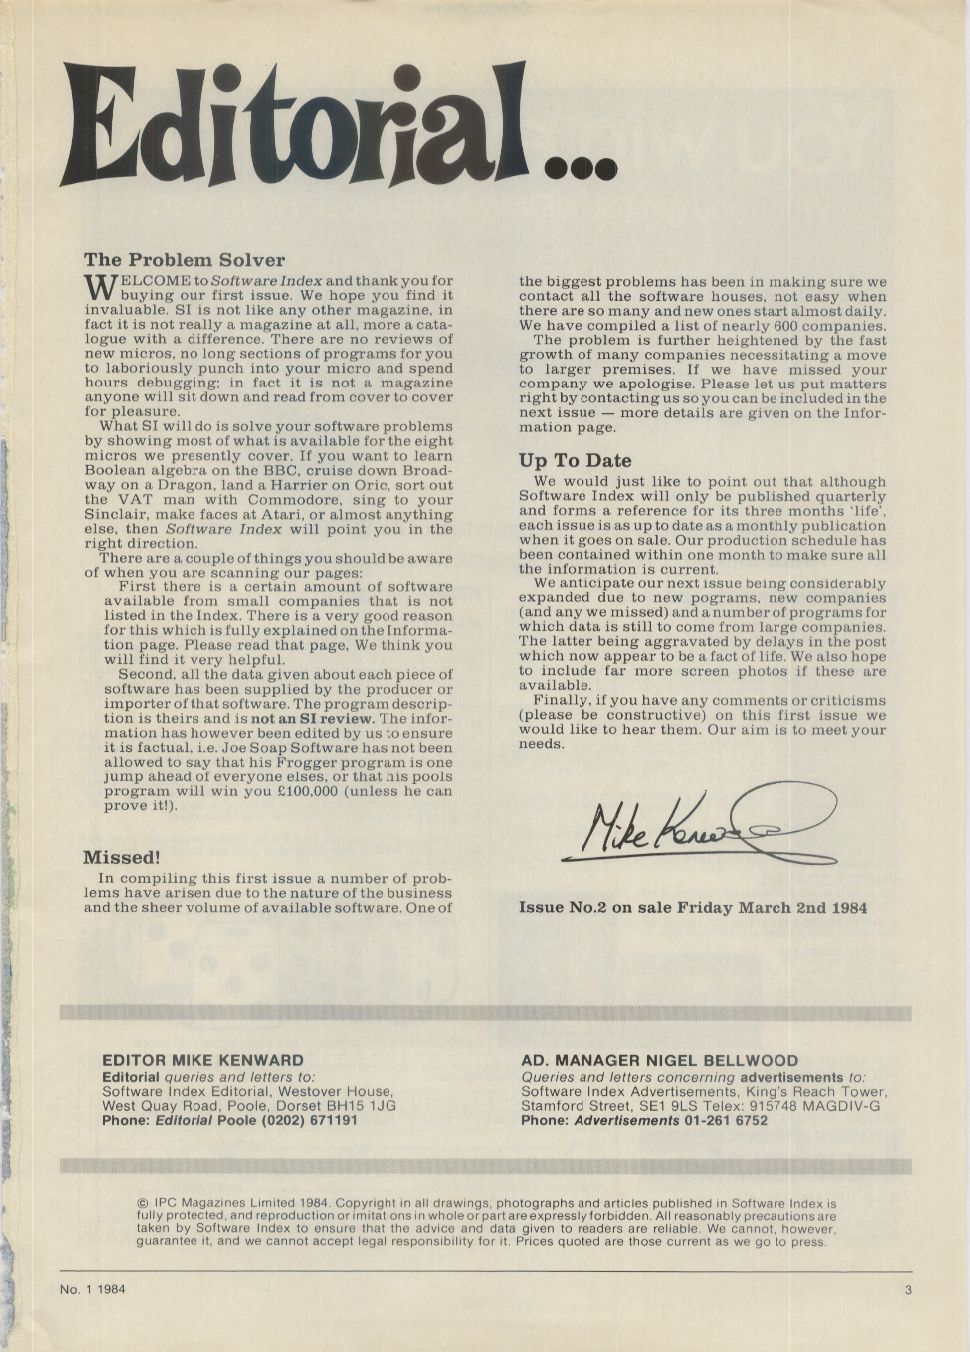 Editorial...
The Problem Solver
WELCOME to Software Index and thank you for
buying our first issue. We hope you find it
invaluable. SI is not like any other magazine, in
fact it is not really a magazine at all, more a cata-
logue with a difference. There are no reviews of
new micros, no long sections of programs for you
to laboriously punch into your micro and spend
hours debugging; in fact it is not a magazine
anyone will sit down and read from cover to cover
for pleasure.
What SI will do is solve your software problems
by showing most of what is available for the eight
micros we presently cover. If you want to learn
Boolean algebra on the BBC, cruise down Broad-
way on a Dragon, land a Harrier on Oric, sort out
the VAT man with Commodore, sing to your
Sinclair, make faces at Atari, or almost anything
else, then Software Index will point you in the
right direction.
There are a couple of things you should be aware
of when you are scanning our pages:
First there is a certain amount of software
available from small companies that is not
listed in the Index. There is a very good reason
for this which is fully explained on the Informa-
tion page. Please read that page, We think you
will find it very helpful.
Second, all the data given about each piece of
software has been supplied by the producer or
importer of that software. The program descrip-
tion is theirs and is not an SI review. The infor-
mation has however been edited by us to ensure
it is factual, i.e. Joe Soap Software has not been
allowed to say that his Frogger program is one
jump ahead of everyone elses, or that his pools
program will win you £100,000 (unless he can
prove it!).
Missed!
In compiling this first issue a number of prob-
lems have arisen due to the nature of the business
and the sheer volume of available software. One of
the biggest problems has been in making sure we
contact all the software houses, not easy when
there are so many and new ones start almost daily.
We have compiled a list of nearly 600 companies.
The problem is further heightened by the fast
growth of many companies necessitating a move
to larger premises. If we have missed your
company we apologise. Please let us put matters
right by contacting us so you can be included in the
next issue — more details are given on the Infor-
mation page.
Up To Date
We would just like to point out that although
Software Index will only be published quarterly
and forms a reference for its three months 'life',
each issue is as up to date as a monthly publication
when it goes on sale. Our production schedule has
been contained within one month to make sure all
the information is current.
We anticipate our next issue being considerably
expanded due to new pograms, new companies
(and any we missed) and a number of programs for
which data is still to come from large companies.
The latter being aggravated by delays in the post
which now appear to be a fact of life. We also hope
to include far more screen photos if these are
available.
Finally, if you have any comments or criticisms
(please be constructive) on this first issue we
would like to hear them. Our aim is to meet your
needs.
Mike Kenward
Issue No.2 on sale Friday March 2nd 1984
EDITOR MIKE KENWARD
Editorial queries and letters to:
Software Index Editorial, Westover House,
West Quay Road, Poole, Dorset BH15 1JG
Phone: Editorial Poole (0202) 671191
AD. MANAGER NIGEL BELLWOOD
Queries and letters concerning advertisements to:
Software Index Advertisements, King's Reach Tower,
Stamford Street, SE1 9LS Telex: 915748 MAGDIV-G
Phone: Advertisements 01-261 6752
© IPC Magazines Limited 1984. Copyright in all drawings, photographs and articles published in Software Index is
fully protected, and reproduction or imitations in whole or part are expressly forbidden. All reasonably precautions are
taken by Software Index to ensure that the advice and data given to readers are reliable. We cannot, however,
guarantee it, and we cannot accept legal responsibility for it. Prices quoted are those current as we go to press.
No. 1 1984
3